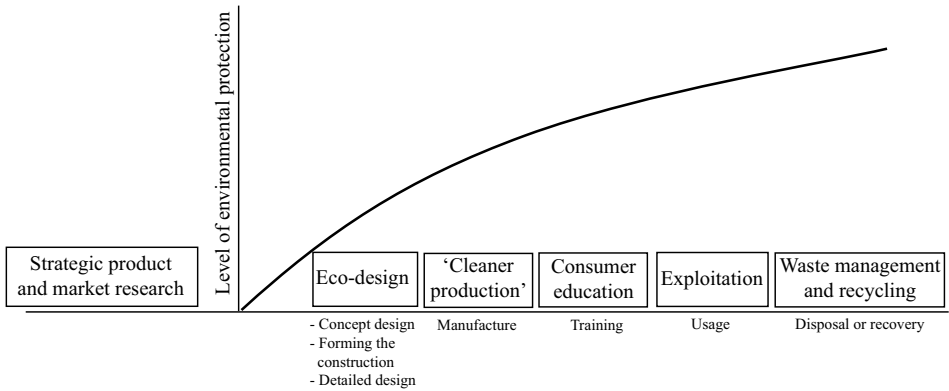 Level of environmental protection
Strategic product
and market research
Eco-design
‘Cleaner
production’
Consumer
education
Exploitation
Waste management
and recycling
- Concept design
- Forming the
construction
- Detailed design
Manufacture
Training
Usage
Disposal or recovery